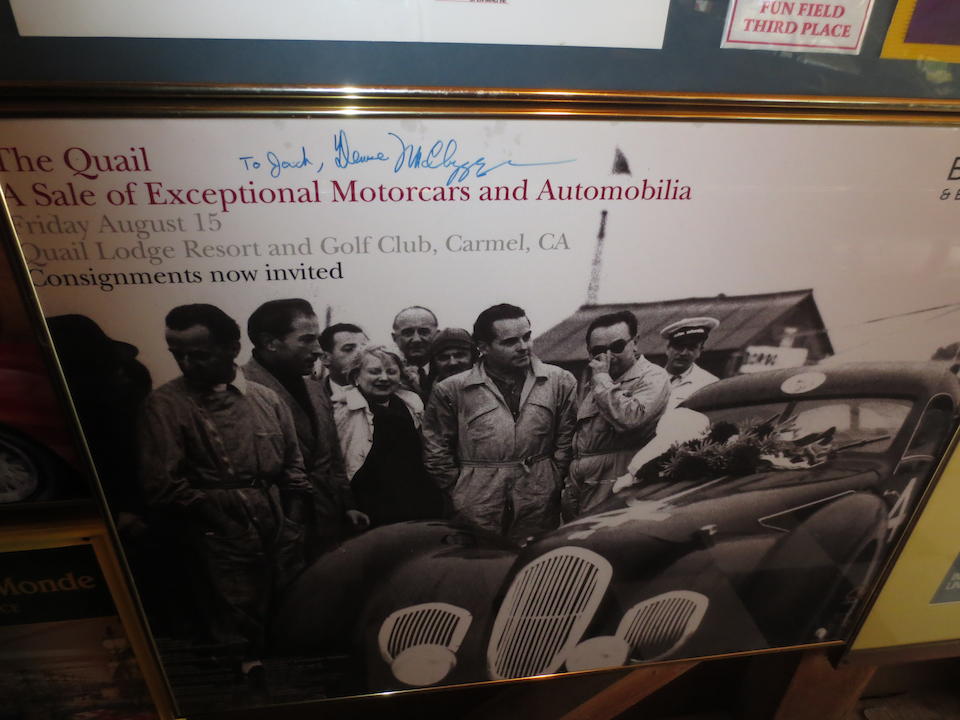 FUN FIELD
THIRD PLACE
The Quail
To Jack,
A Sale of Exceptional Motorcars and Automobilia
Friday August 15
Quail Lodge Resort and Golf Club, Carmel, CA
Consignments now invited
B
& B
Monde